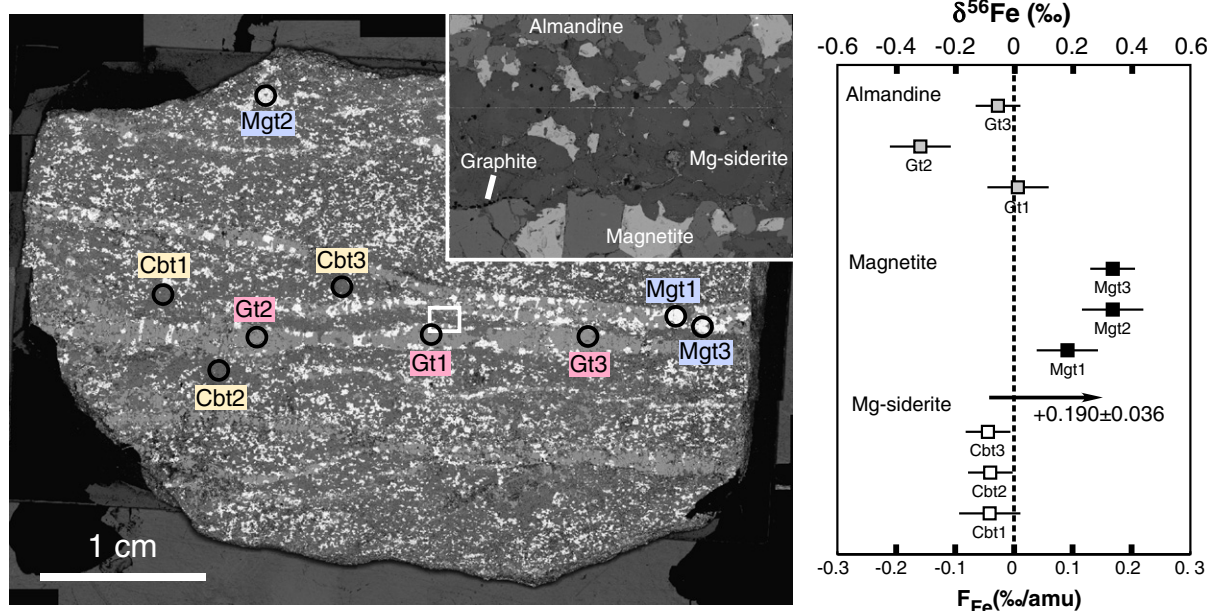 Almandine
Graphite
Mg-siderite
Magnetite
Mgt2
Cbt1
Cbt3
Gt2
Mgt1
Gt1
Gt3
Mgt3
Cbt2
1 cm
δ56Fe (‰)
-0.6 -0.4 -0.2 0 0.2 0.4 0.6
Almandine
Gt3
Gt2
Gt1
Magnetite
Mgt3
Mgt2
Mgt1
Mg-siderite
+0.190±0.036
Cbt3
Cbt2
Cbt1
-0.3 -0.2 -0.1 0 0.1 0.2 0. 3
FFe(‰/amu)